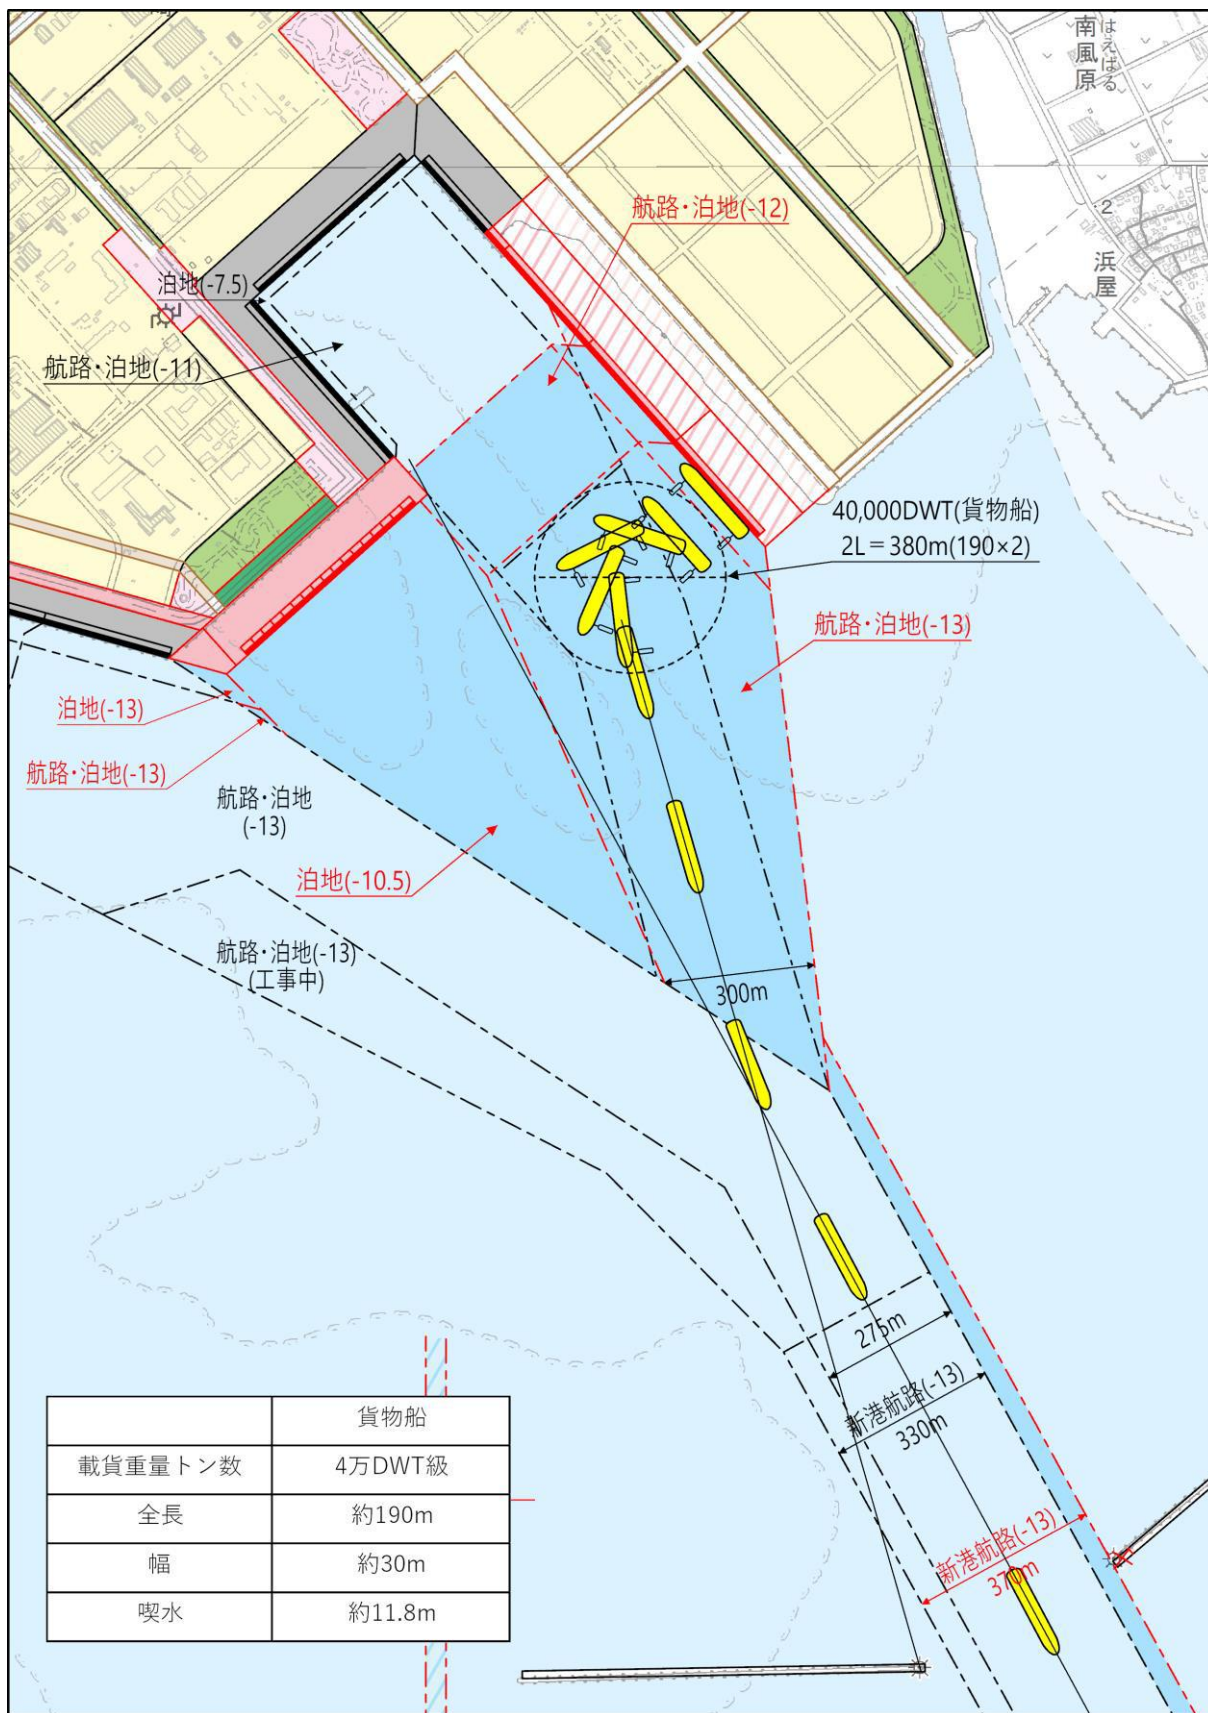 南風原
はえばる
航路・泊地(-12)
.2
浜屋
泊地(-7.5)
航路・泊地(-11)
40,000DWT(貨物船)
2L=380m(190×2)
航路・泊地(-13)
泊地(-13)
航路・泊地(-13)
航路・泊地
(-13)
泊地(-10.5)
航路・泊地(-13)
(工事中)
300m
275m
新港航路(-13)
330m
貨物船
載貨重量トン数 4万DWT級
全長 約190m
幅 約30m
喫水 約11.8m
新港航路(-13)
370m